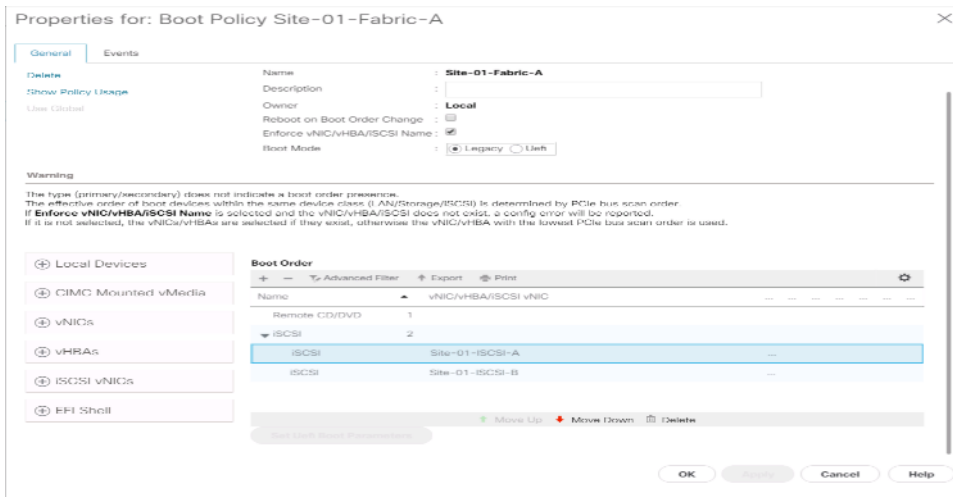 Properties for: Boot Policy Site-01-Fabric-A
General Events
Delete
Show Policy Usage
Use Global
Name : Site-01-Fabric-A
Description :
Owner : Local
Reboot on Boot Order Change :
Enforce vNIC/vHBA/iSCSI Name :
Boot Mode : Legacy Uefi
Warning
The type (primary/secondary) does not indicate a boot order presence.
The effective order of boot devices within the same device class (LAN/Storage/iSCSI) is determined by PCIe bus scan order.
If Enforce vNIC/vHBA/iSCSI Name is selected and the vNIC/vHBA/iSCSI does not exist, a config error will be reported.
If it is not selected, the vNICs/vHBAs are selected if they exist, otherwise the vNIC/vHBA with the lowest PCIe bus scan order is used.
Local Devices
CIMC Mounted vMedia
vNICs
vHBAs
iSCSI vNICs
EFI Shell
Boot Order
+ − Advanced Filter Export Print
Name vNIC/vHBA/iSCSI vNIC ... ... ... ... ... ... ...
Remote CD/DVD 1
iSCSI 2
iSCSI Site-01-iSCSI-A ...
iSCSI Site-01-iSCSI-B ...
Move Up Move Down Delete
Set Uefi Boot Parameters
OK Apply Cancel Help